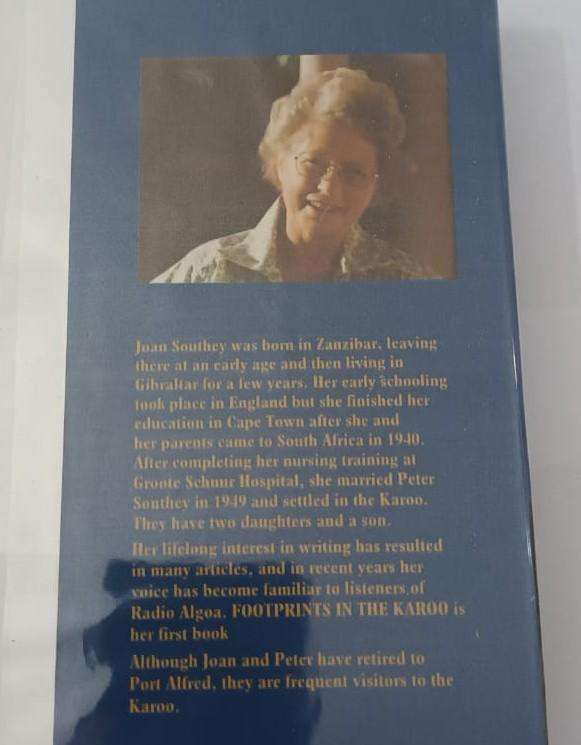 Joan Southey was born in Zanzibar, leaving
there at an early age and then living in
Gibraltar for a few years. Her early schooling
took place in England but she finished her
education in Cape Town after she and
her parents came to South Africa in 1940.
After completing her nursing training at
Groote Schuur Hospital, she married Peter
Southey in 1949 and settled in the Karoo.
They have two daughters and a son.
Her lifelong interest in writing has resulted
in many articles, and in recent years her
voice has become familiar to listeners of
Radio Algoa. FOOTPRINTS IN THE KAROO is
her first book
Although Joan and Peter have retired to
Port Alfred, they are frequent visitors to the
Karoo.